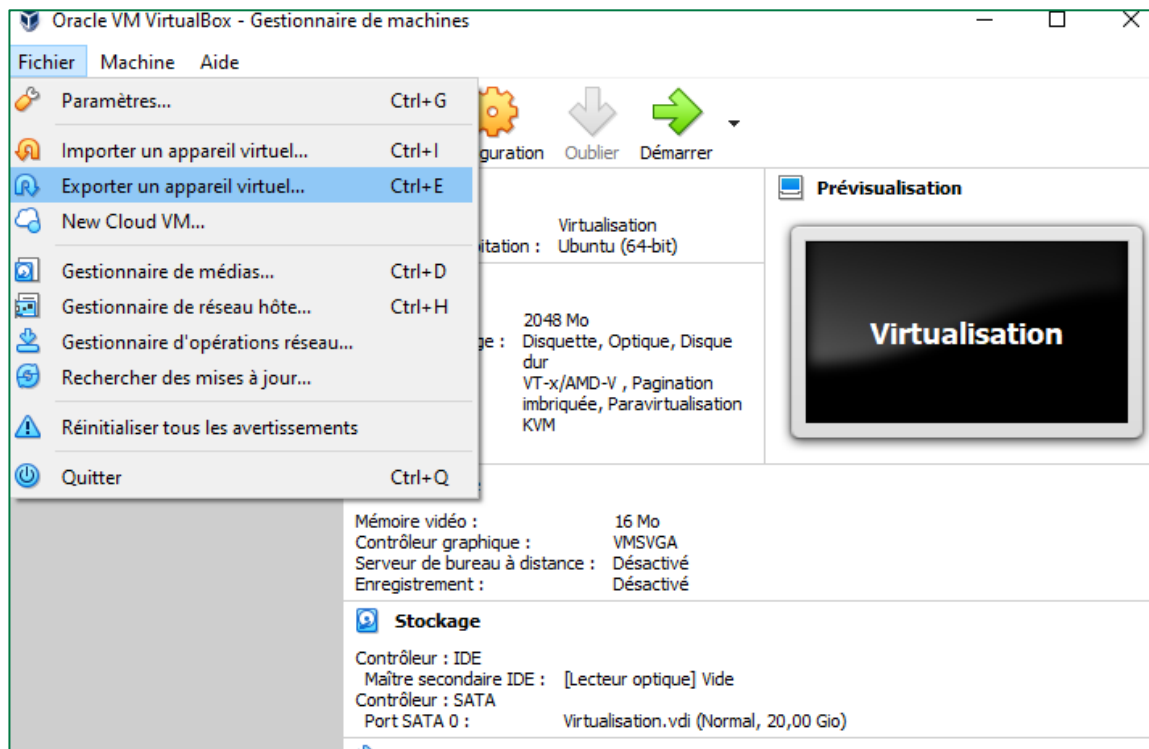 Oracle VM VirtualBox - Gestionnaire de machines
Fichier Machine Aide
Paramètres... Ctrl+G
Importer un appareil virtuel... Ctrl+I
Exporter un appareil virtuel... Ctrl+E
New Cloud VM...
Gestionnaire de médias... Ctrl+D
Gestionnaire de réseau hôte... Ctrl+H
Gestionnaire d'opérations réseau...
Rechercher des mises à jour...
Réinitialiser tous les avertissements
Quitter Ctrl+Q
guration Oublier Démarrer
Virtualisation
itation : Ubuntu (64-bit)
2048 Mo
ge : Disquette, Optique, Disque
dur
VT-x/AMD-V , Pagination
imbriquée, Paravirtualisation
KVM
Prévisualisation
Virtualisation
Mémoire vidéo : 16 Mo
Contrôleur graphique : VMSVGA
Serveur de bureau à distance : Désactivé
Enregistrement : Désactivé
Stockage
Contrôleur : IDE
Maître secondaire IDE : [Lecteur optique] Vide
Contrôleur : SATA
Port SATA 0 : Virtualisation.vdi (Normal, 20,00 Gio)